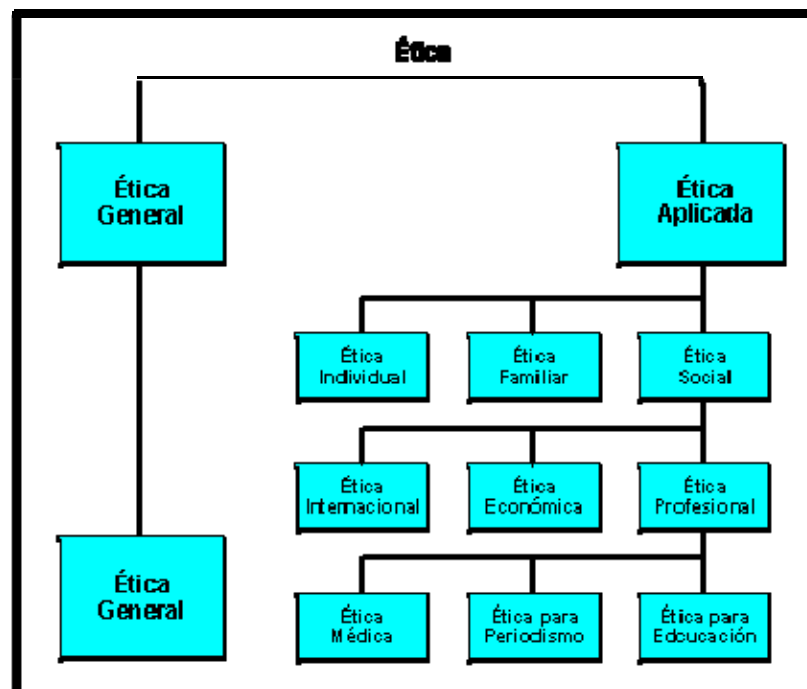 Ética
Ética
General
Ética
Aplicada
Ética
Individual
Ética
Familiar
Ética
Social
Ética
Internacional
Ética
Económica
Ética
Profesional
Ética
General
Ética
Médica
Ética para
Periodismo
Ética para
Edcucación